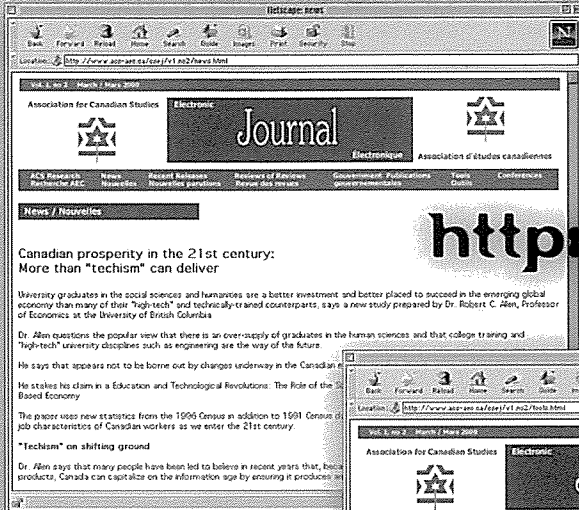 Netscape: news
Back Forward Reload Home Search Guide Images Print Security Stop
N
Location: http://www.acs-aec.ca/csej/v1.no2/news.html
Vol. 1, no 2 March / Mars 2000
Association for Canadian Studies
Electronic
Journal
Électronique
Association d'études canadiennes
ACS Research News Recent Releases Reviews of Reviews Government Publications Tools Conferences
Recherche AEC Nouvelles Nouvelles parutions Revue des revues gouvernementales Outils
News / Nouvelles
http:
Canadian prosperity in the 21st century:
More than "techism" can deliver
University graduates in the social sciences and humanities are a better investment and better placed to succeed in the emerging global
economy than many of their "high-tech" and technically-trained counterparts, says a new study prepared by Dr. Robert C. Allen, Professor
of Economics at the University of British Columbia
Dr. Allen questions the popular view that there is an over-supply of graduates in the human sciences and that college training and
"high-tech" university disciplines such as engineering are the way of the future.
He says that appears not to be borne out by changes underway in the Canadian
He stakes his claim in a Education and Technological Revolutions: The Role of the
Based Economy
The paper uses new statistics from the 1996 Census in addition to 1991 Census
job characteristics of Canadian workers as we enter the 21st century.
"Techism" on shifting ground
Dr. Allen says that many people have been led to believe in recent years that,
products, Canada can capitalize on the information age by ensuring it produces
Back Forward Reload Home Search Guide
Location: http://www.acs-aec.ca/csej/v1.no2/tools.html
Vol. 1, no 2 March / Mars 2000
Association for Canadian Studies
Electronic